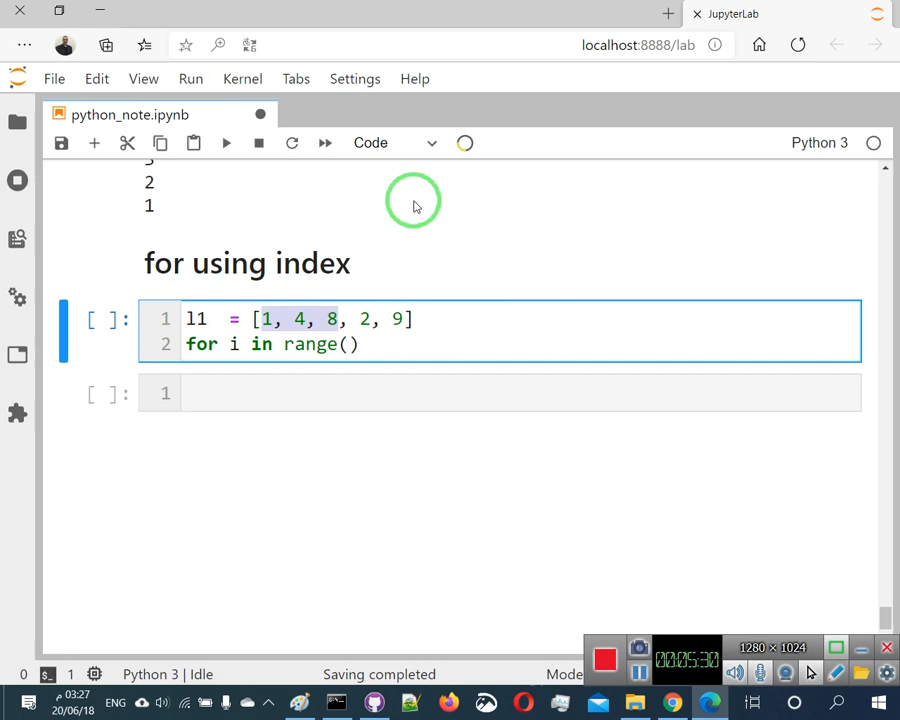 JupyterLab
localhost:8888/lab
File Edit View Run Kernel Tabs Settings Help
python_note.ipynb
Code Python 3
2
1
for using index
[ ]: 1 l1 = [1, 4, 8, 2, 9]
2 for i in range()
[ ]: 1
0 1 Python 3 | Idle Saving completed Mode
1280 × 1024
00:05:30
ENG 03:27 م
20/06/18